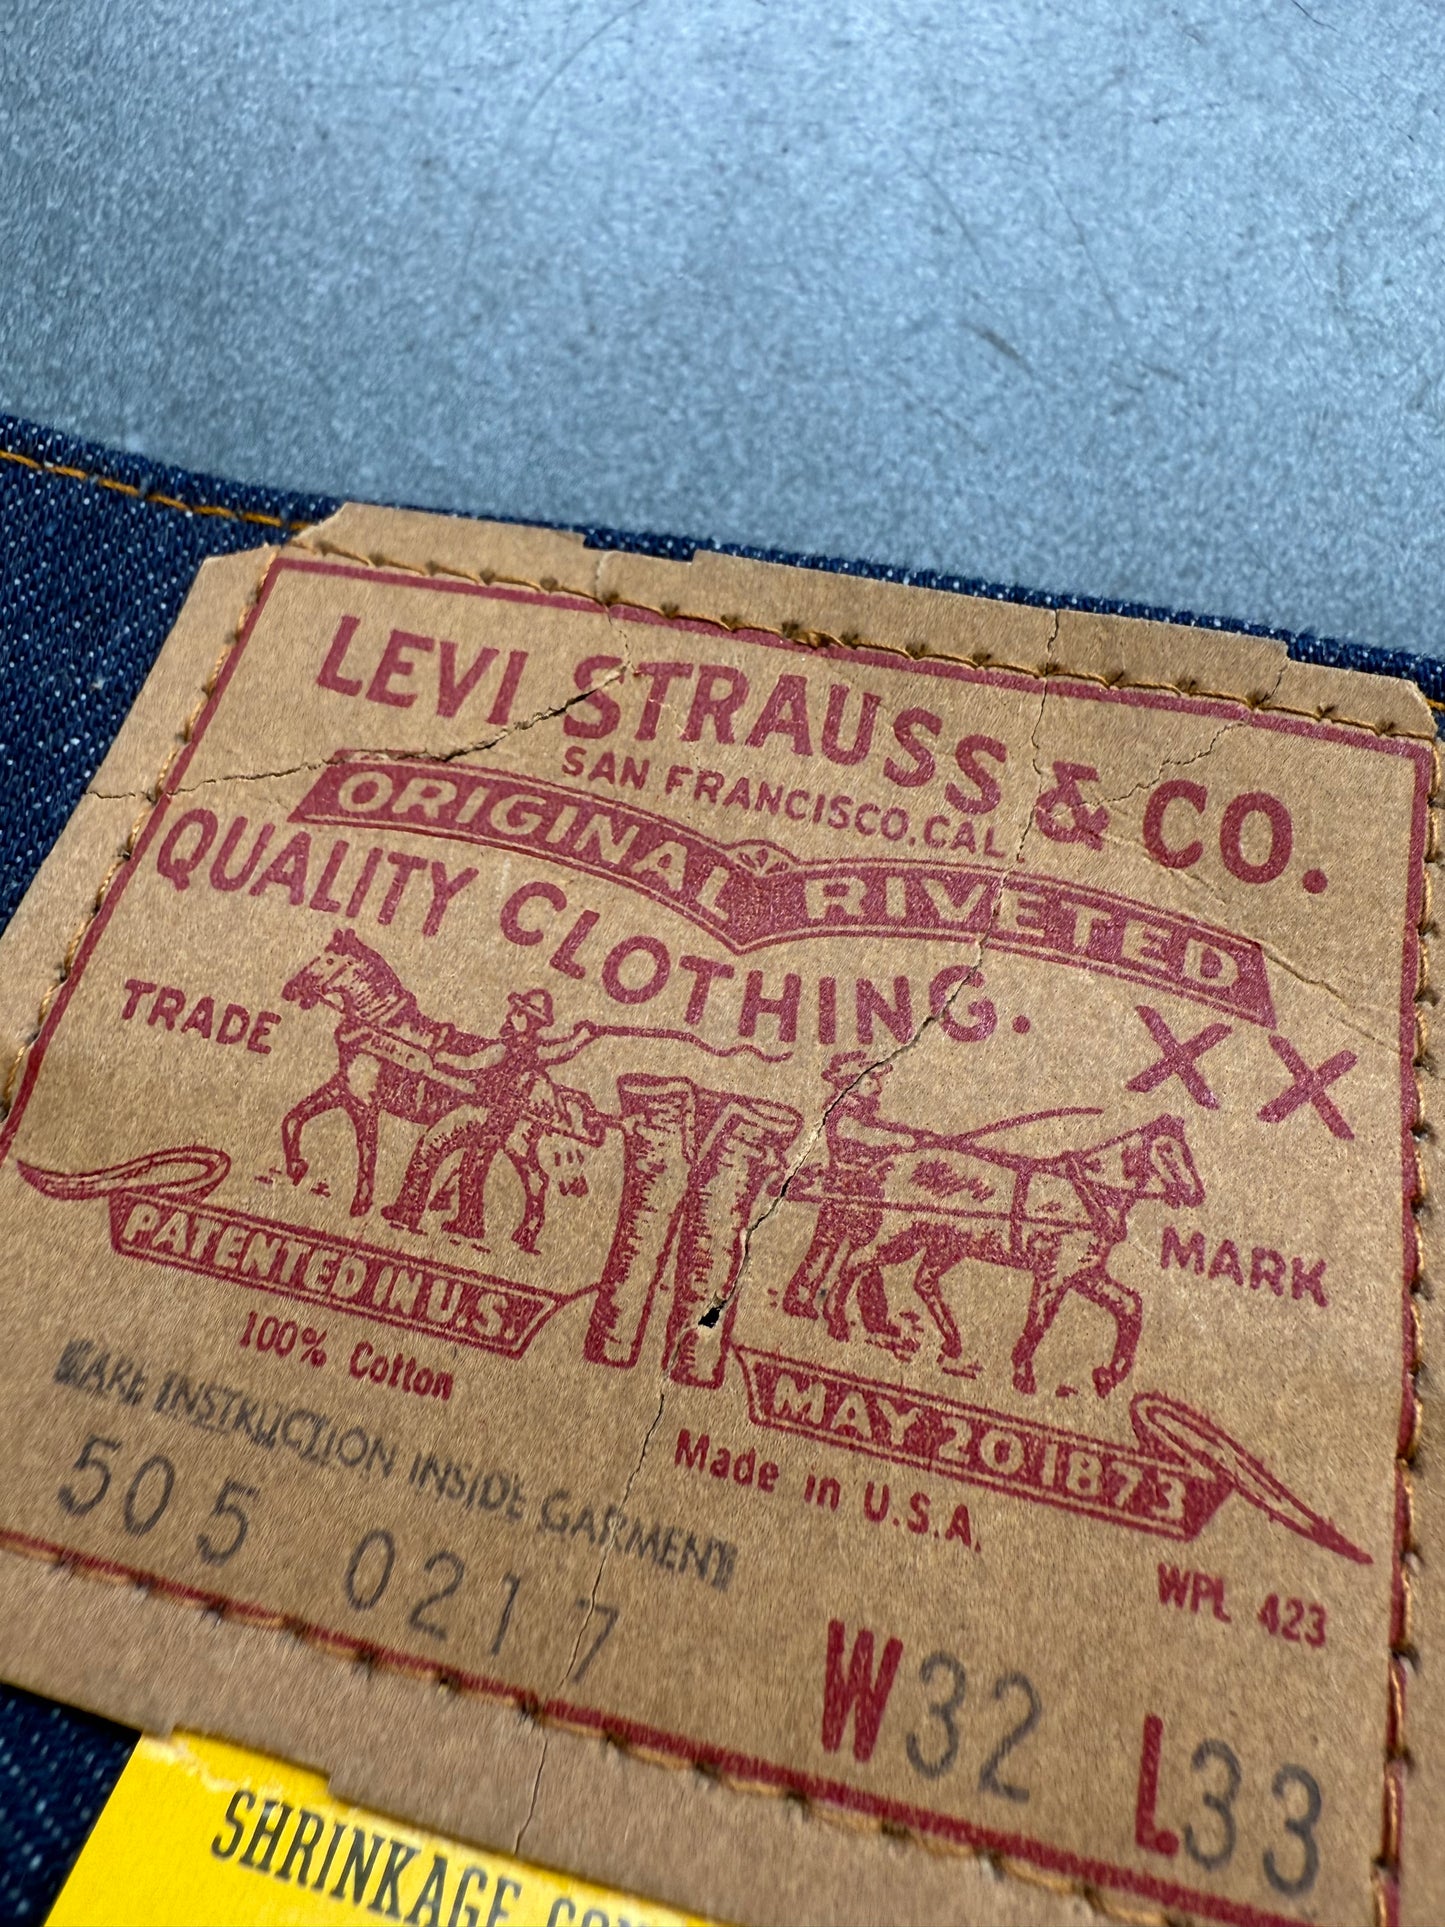 LEVI STRAUSS & CO.
SAN FRANCISCO, CAL.
ORIGINAL RIVETED
QUALITY CLOTHING.
TRADE
XX
MARK
PATENTED IN U.S.
MAY 20 1873
100% Cotton
Made in U.S.A.
CARE INSTRUCTION INSIDE GARMENT
WPL 423
505 0217
W32 L33
SHRINKAGE